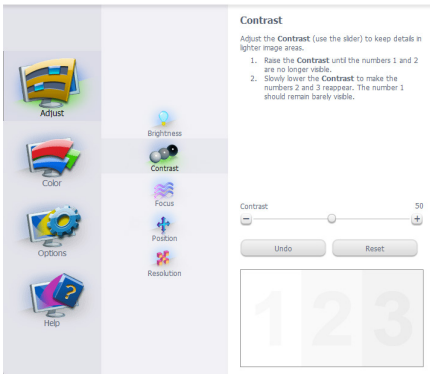 Adjust
Color
Options
Help
Brightness
Contrast
Focus
Position
Resolution
Contrast
Adjust the Contrast (use the slider) to keep details in
lighter image areas.
1. Raise the Contrast until the numbers 1 and 2
are no longer visible.
2. Slowly lower the Contrast to make the
numbers 2 and 3 reappear. The number 1
should remain barely visible.
Contrast 50
Undo Reset
1 2 3